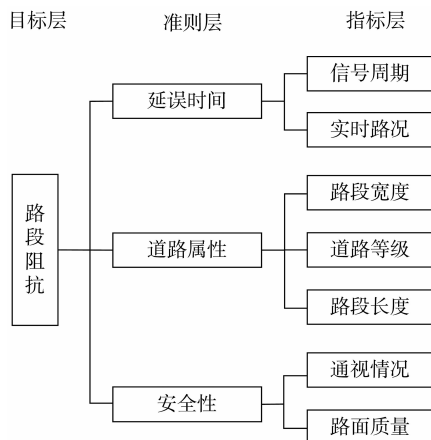 目标层 准则层 指标层
信号周期
延误时间
实时路况
路段宽度
路段阻抗
道路属性
道路等级
路段长度
通视情况
安全性
路面质量